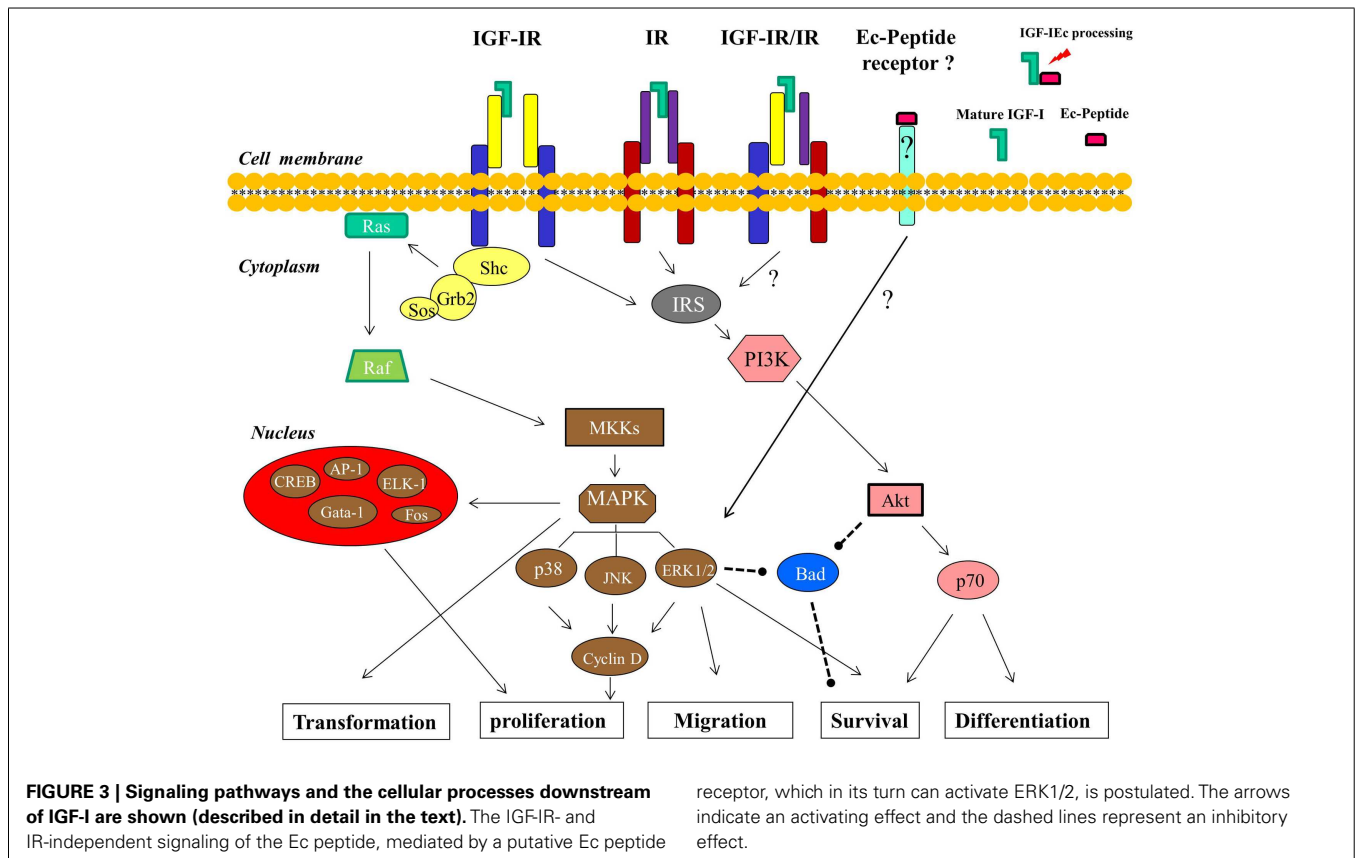 IGF-IR
IR
IGF-IR/IR
Ec-Peptide
receptor ?
IGF-IEc processing
Mature IGF-I
Ec-Peptide
?
Cell membrane
Ras
Cytoplasm
Shc
Grb2
Sos
IRS
?
?
PI3K
Raf
Nucleus
MKKs
CREB
AP-1
ELK-1
Gata-1
Fos
MAPK
Akt
p38
JNK
ERK1/2
Bad
p70
Cyclin D
Transformation
proliferation
Migration
Survival
Differentiation
FIGURE 3 | Signaling pathways and the cellular processes downstream
of IGF-I are shown (described in detail in the text). The IGF-IR- and
IR-independent signaling of the Ec peptide, mediated by a putative Ec peptide
receptor, which in its turn can activate ERK1/2, is postulated. The arrows
indicate an activating effect and the dashed lines represent an inhibitory
effect.